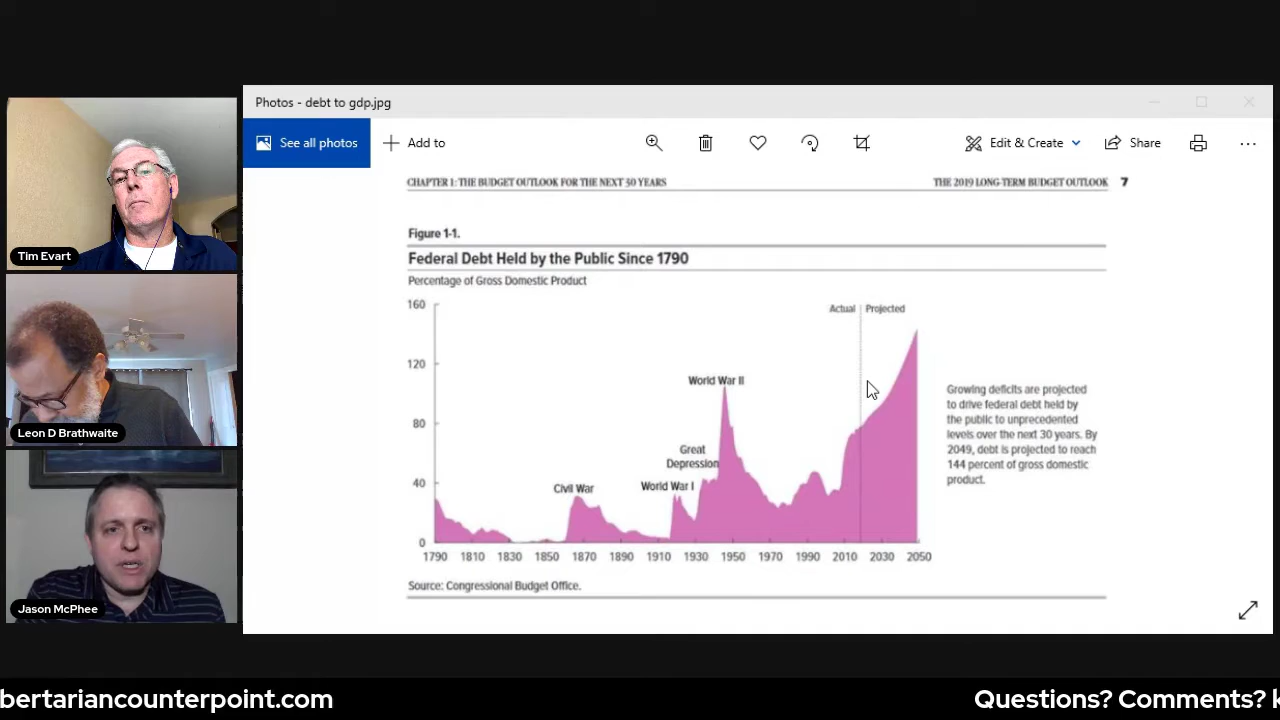 Photos - debt to gdp.jpg
See all photos
Add to
Edit & Create
Share
CHAPTER 1: THE BUDGET OUTLOOK FOR THE NEXT 30 YEARS
THE 2019 LONG-TERM BUDGET OUTLOOK 7
Figure 1-1.
Federal Debt Held by the Public Since 1790
Percentage of Gross Domestic Product
160
120
80
40
0
Actual
Projected
World War II
Great
Depression
World War I
Civil War
1790 1810 1830 1850 1870 1890 1910 1930 1950 1970 1990 2010 2030 2050
Growing deficits are projected
to drive federal debt held by
the public to unprecedented
levels over the next 30 years. By
2049, debt is projected to reach
144 percent of gross domestic
product.
Source: Congressional Budget Office.
Tim Evart
Leon D Brathwaite
Jason McPhee
bertariancounterpoint.com
Questions? Comments?